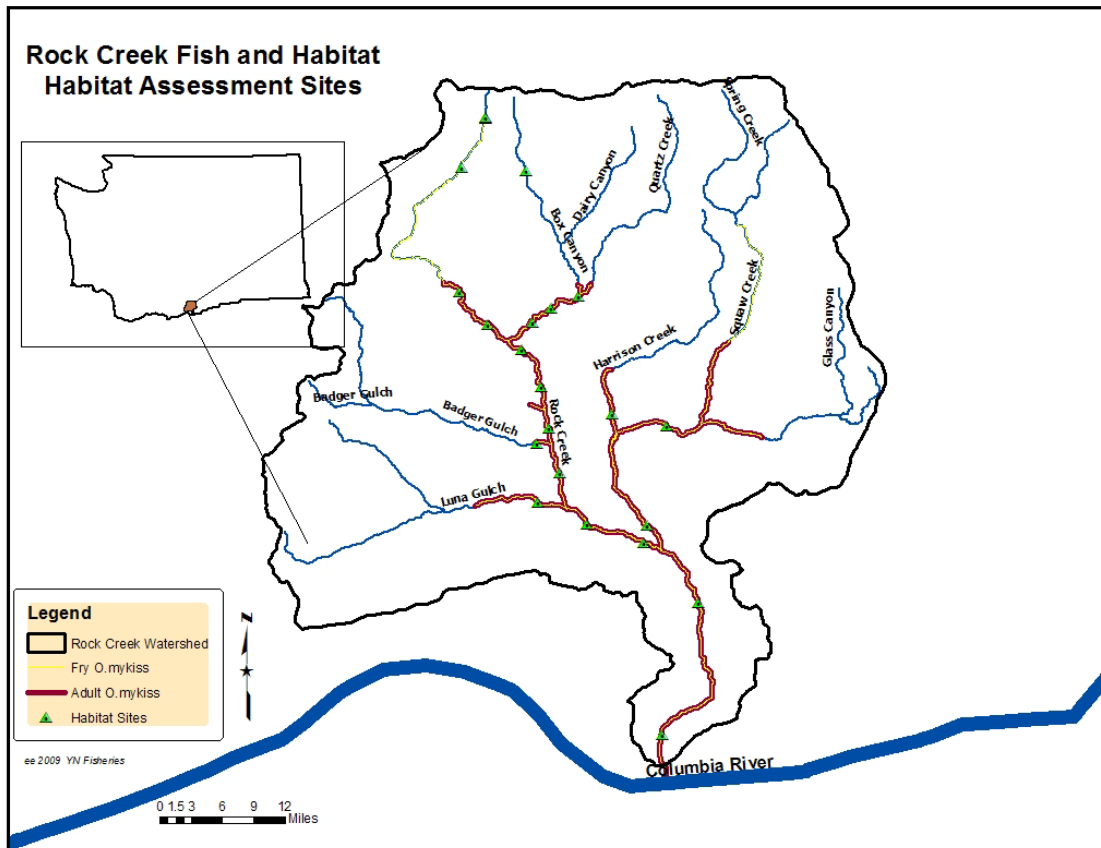 Rock Creek Fish and Habitat
Habitat Assessment Sites
Spring Creek
Quartz Creek
Dairy Canyon
Box Canyon
Squaw Creek
Glass Canyon
Harrison Creek
Badger Gulch
Badger Gulch
Rock Creek
Luna Gulch
Legend
Rock Creek Watershed
Fry O.mykiss
Adult O.mykiss
Habitat Sites
N
ee 2009 YN Fisheries
Columbia River
0 1.5 3 6 9 12
Miles